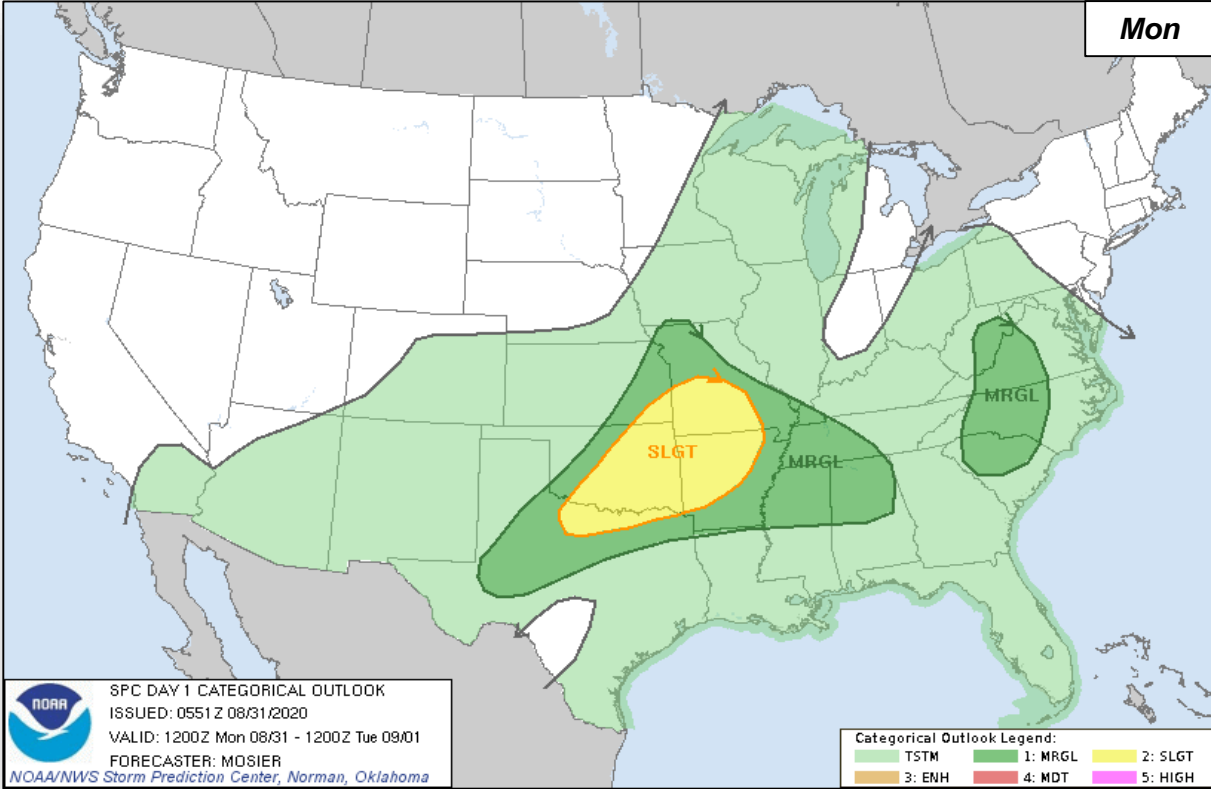 Mon
MRGL
SLGT
MRGL
NOAA
SPC DAY 1 CATEGORICAL OUTLOOK
ISSUED: 0551Z 08/31/2020
VALID: 1200Z Mon 08/31 - 1200Z Tue 09/01
FORECASTER: MOSIER
NOAA/NWS Storm Prediction Center, Norman, Oklahoma
Categorical Outlook Legend:
TSTM 1: MRGL 2: SLGT
3: ENH 4: MDT 5: HIGH